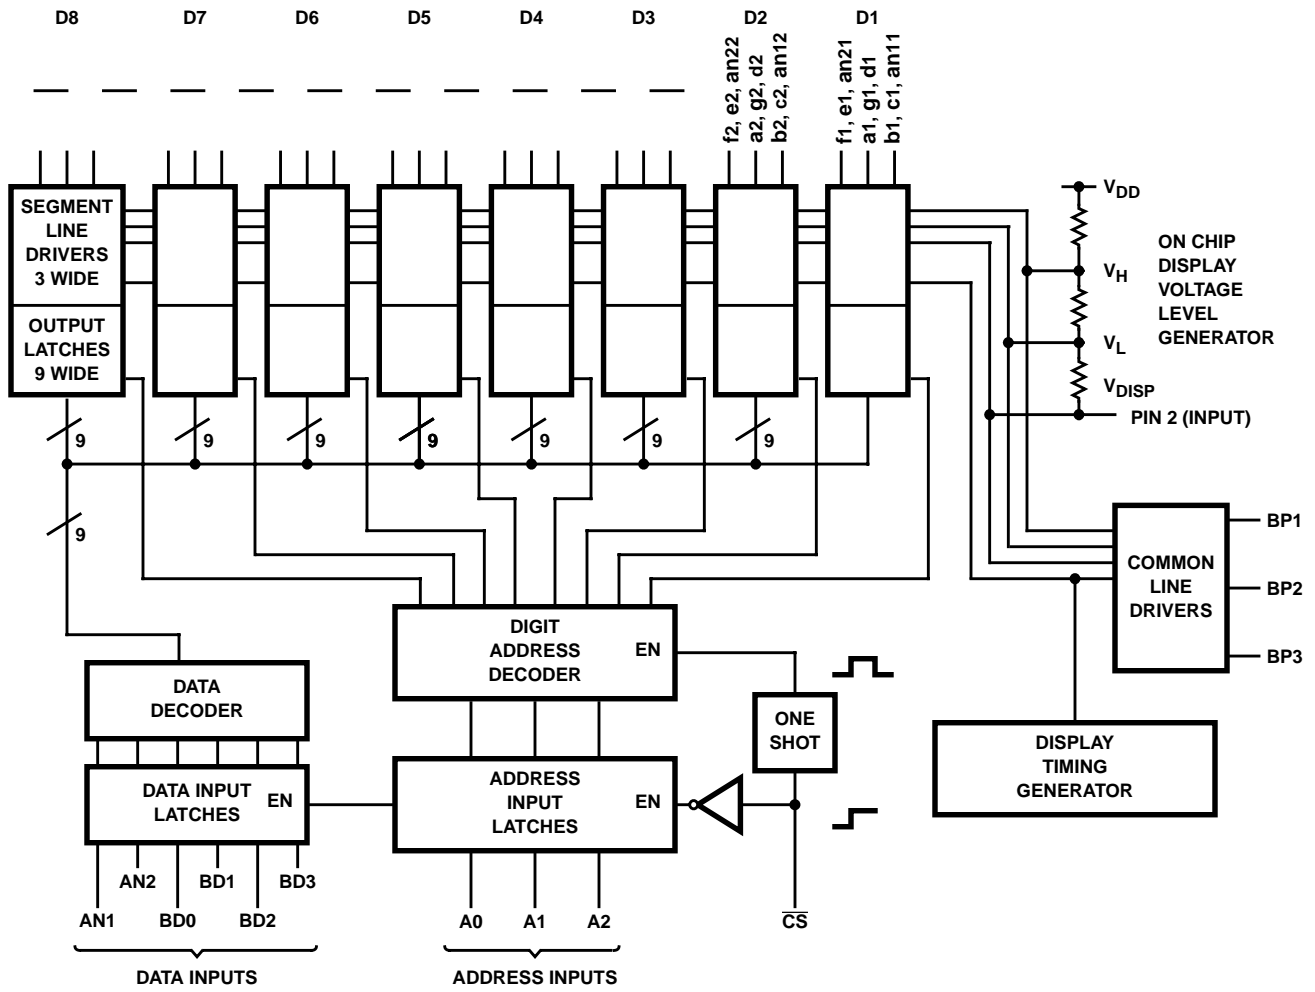 D8 D7 D6 D5 D4 D3 D2 D1
f2, e2, an22
a2, g2, d2
b2, c2, an12
f1, e1, an21
a1, g1, d1
b1, c1, an11
SEGMENT
LINE
DRIVERS
3 WIDE
OUTPUT
LATCHES
9 WIDE
VDD
VH
VL
VDISP
PIN 2 (INPUT)
ON CHIP
DISPLAY
VOLTAGE
LEVEL
GENERATOR
9 9 9 9 9 9 9
9
COMMON
LINE
DRIVERS
BP1
BP2
BP3
DIGIT
ADDRESS
DECODER
EN
DATA
DECODER
ONE
SHOT
DISPLAY
TIMING
GENERATOR
DATA INPUT
LATCHES
EN
ADDRESS
INPUT
LATCHES
EN
AN2 BD1 BD3
AN1 BD0 BD2
A0 A1 A2
C̅S̅
DATA INPUTS
ADDRESS INPUTS